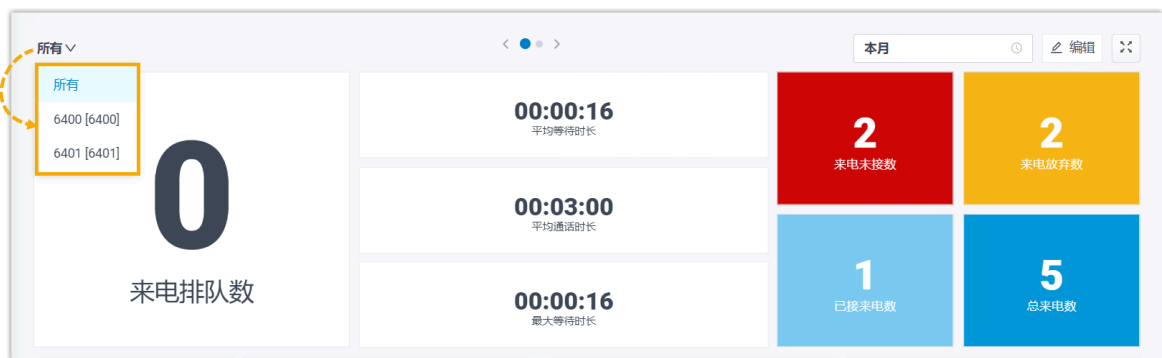 所有
本月
编辑
所有
6400 [6400]
6401 [6401]
0
来电排队数
00:00:16
平均等待时长
00:03:00
平均通话时长
00:00:16
最大等待时长
2
来电未接数
2
来电放弃数
1
已接来电数
5
总来电数